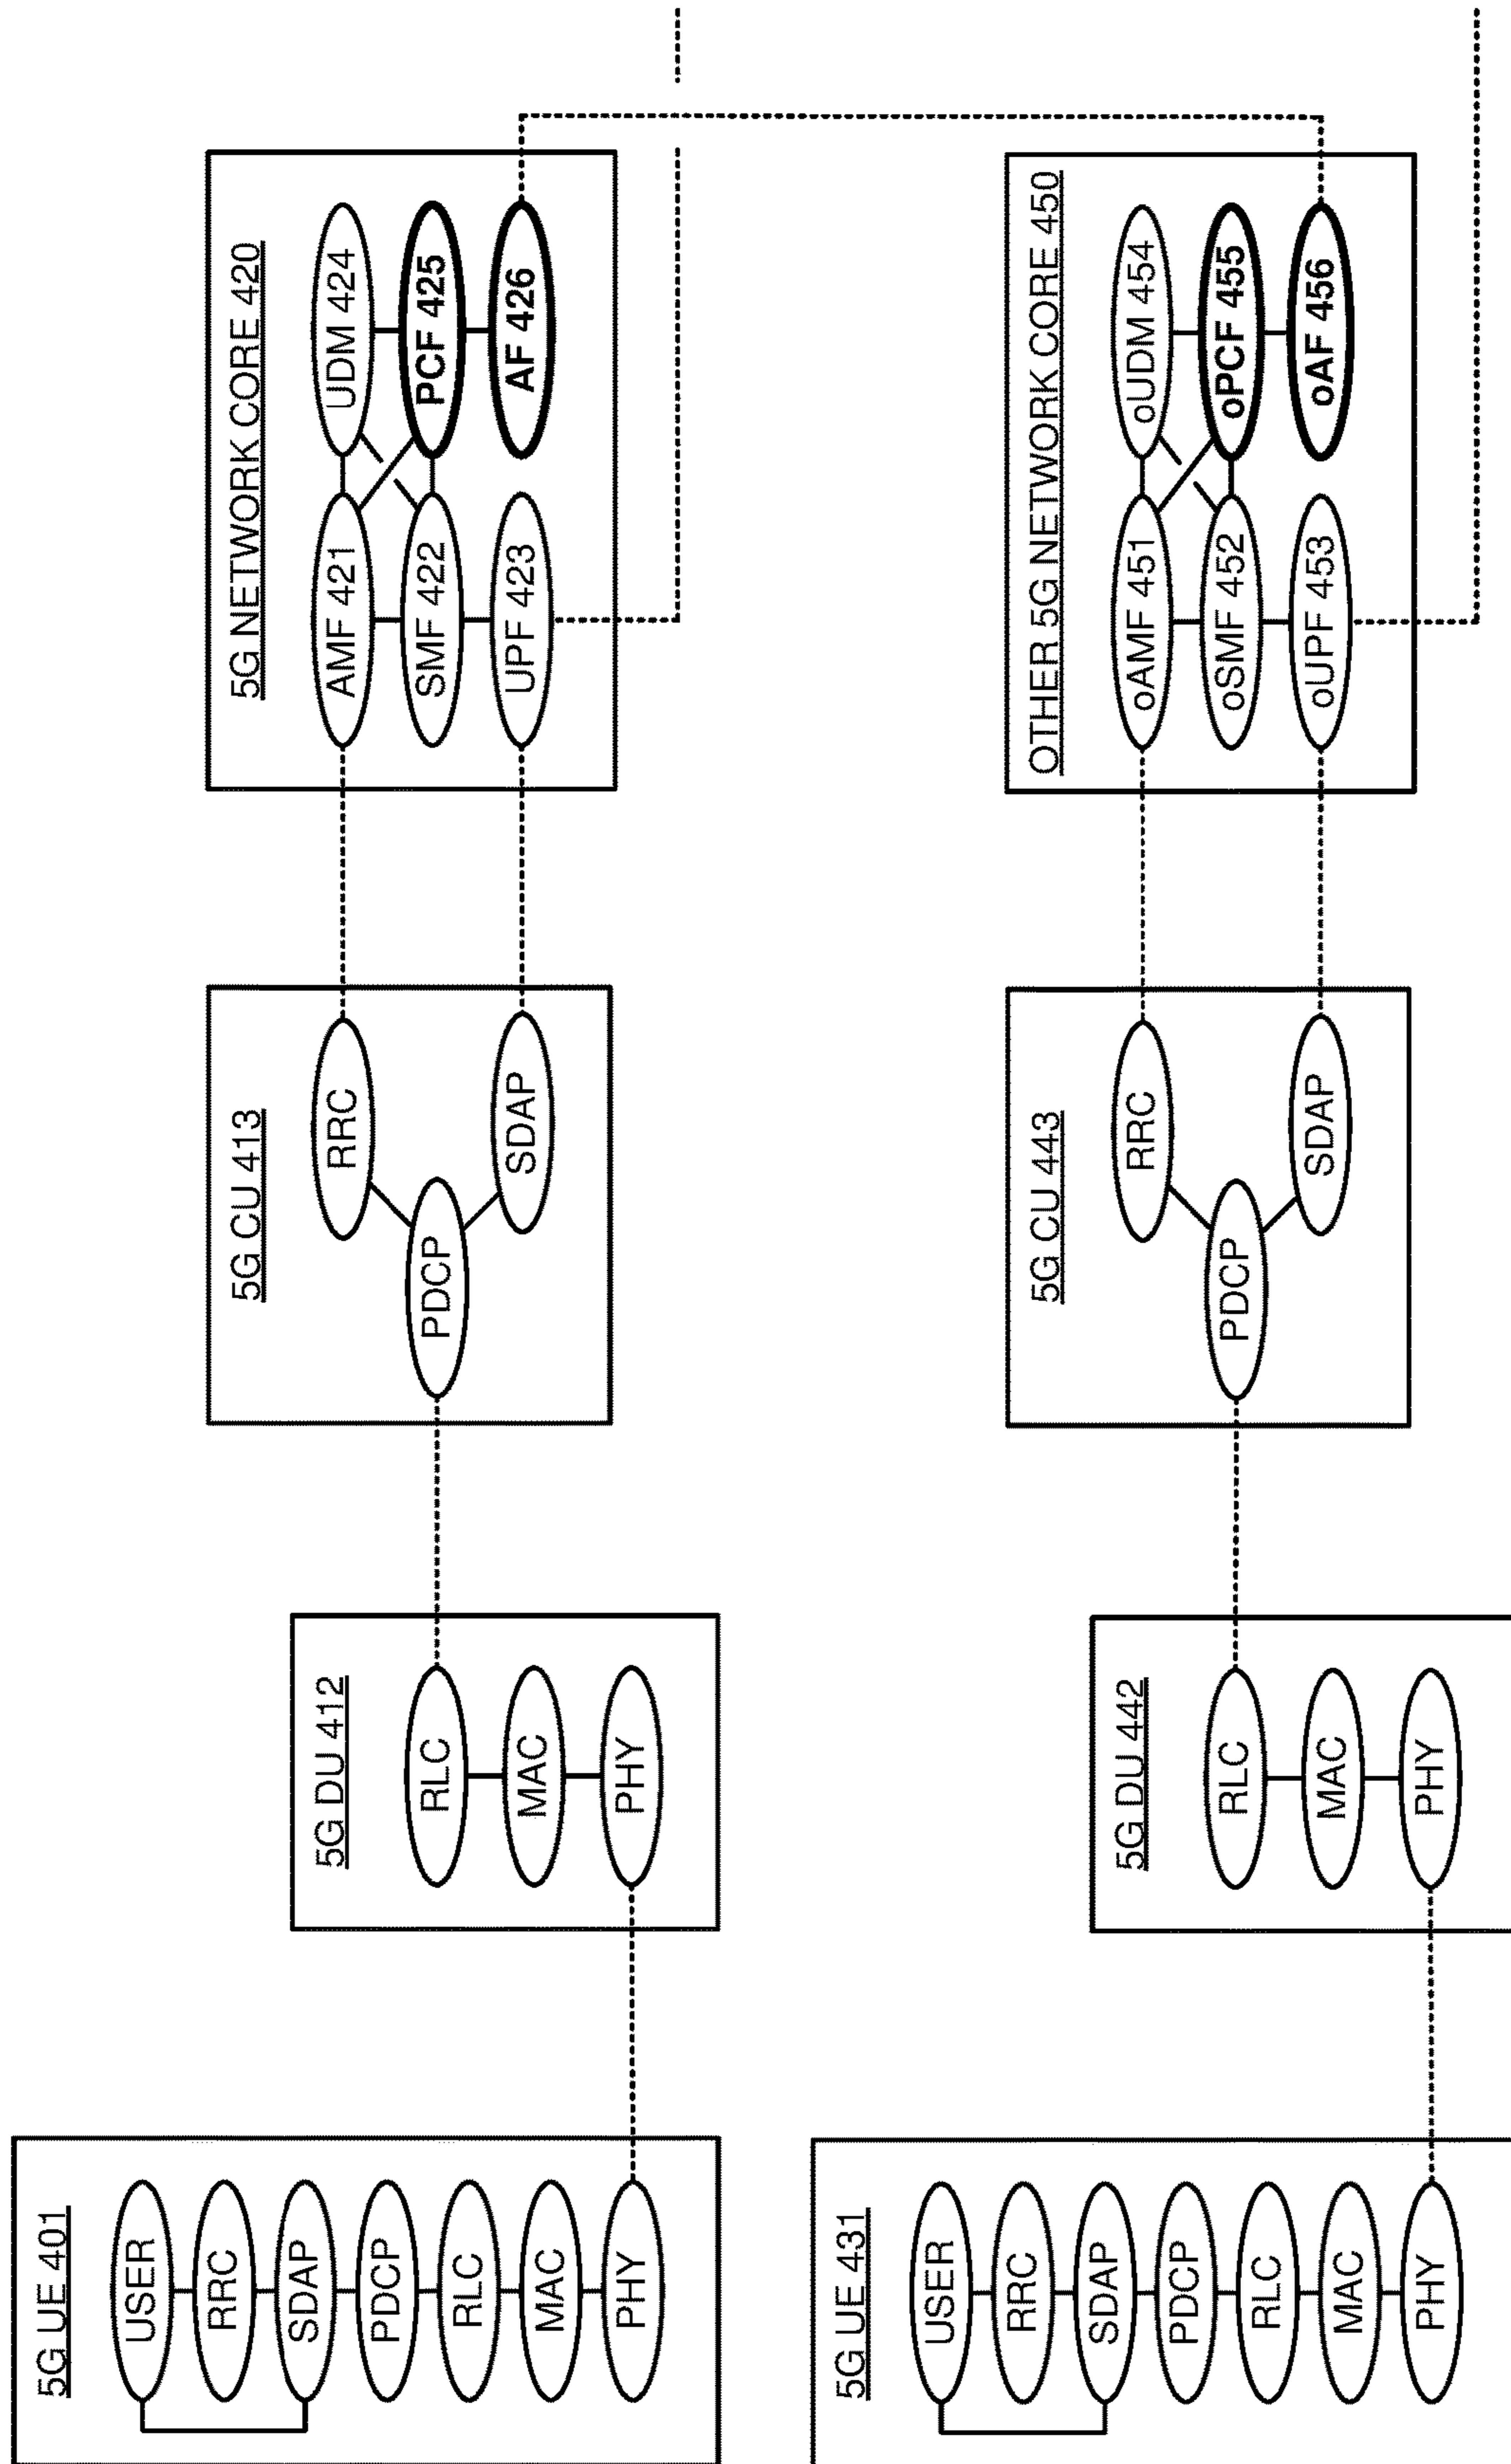 5G UE 401
USER
RRC
SDAP
PDCP
RLC
MAC
PHY
5G DU 412
RLC
MAC
PHY
5G CU 413
PDCP
RRC
SDAP
5G NETWORK CORE 420
AMF 421
UDM 424
SMF 422
PCF 425
UPF 423
AF 426
5G UE 431
USER
RRC
SDAP
PDCP
RLC
MAC
PHY
5G DU 442
RLC
MAC
PHY
5G CU 443
PDCP
RRC
SDAP
OTHER 5G NETWORK CORE 450
oAMF 451
oUDM 454
oSMF 452
oPCF 455
oUPF 453
oAF 456